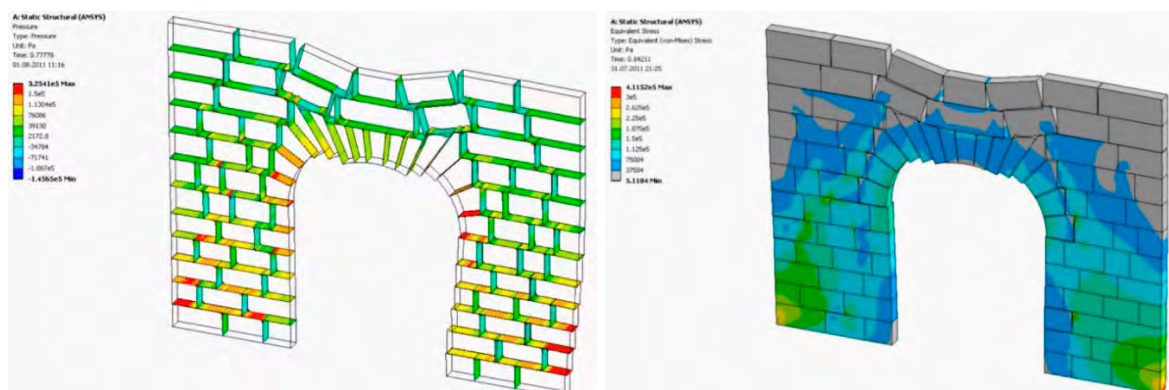 A: Static Structural (ANSYS)
Pressure
Type: Pressure
Unit: Pa
Time: 0.77778
01.08.2011 11:16
3.2541e5 Max
1.5e5
1.1304e5
76086
39130
2172.8
-34784
-71741
-1.087e5
-1.4565e5 Min
A: Static Structural (ANSYS)
Equivalent Stress
Type: Equivalent (von-Mises) Stress
Unit: Pa
Time: 0.84211
31.07.2011 21:25
4.1152e5 Max
3e5
2.625e5
2.25e5
1.875e5
1.5e5
1.125e5
75004
37504
5.1184 Min